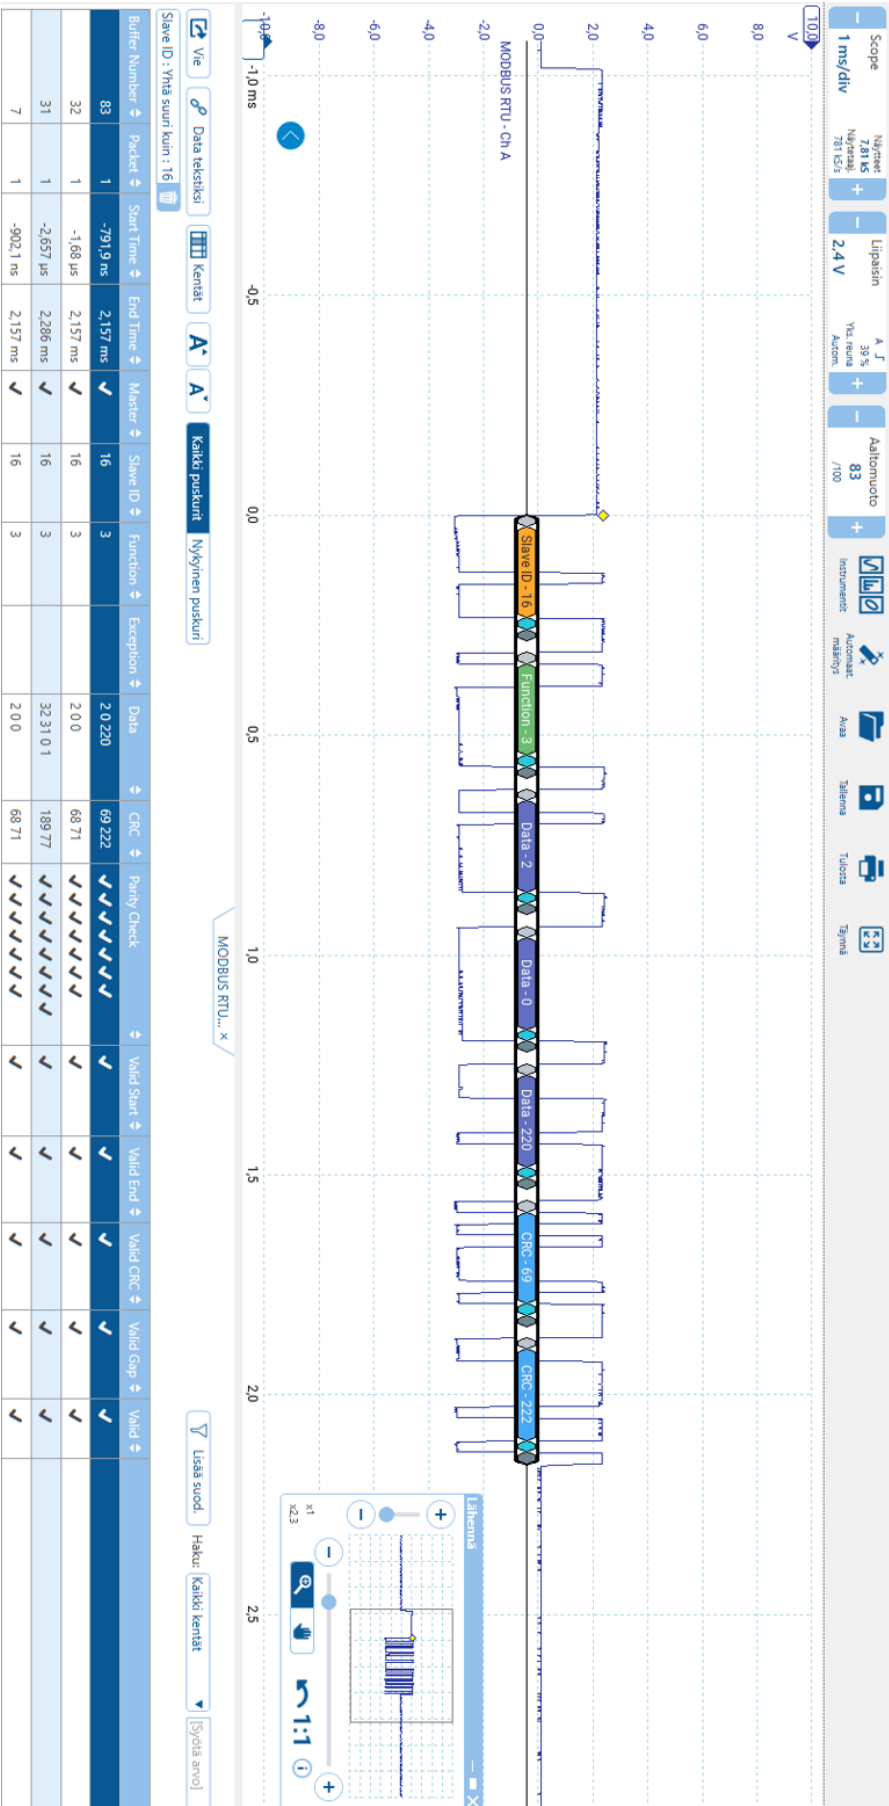 Scope
1 ms/div
Näytteet
7,81 kS
Näytetaaj.
781 kS/s
Liipaisin
2,4 V
A
39 %
Yks. reuna
Autom.
Aaltomuoto
83
/100
Instrumentit
Automaat. määritys
Avaa
Tallenna
Tulosta
Täynnä
10,0
V
8,0
6,0
4,0
2,0
0,0
-2,0
-4,0
-6,0
-8,0
-10,0
MODBUS RTU - Ch A
Slave ID - 16
Function - 3
Data - 2
Data - 0
Data - 220
CRC - 69
CRC - 222
-1,0 ms
-0,5
0,0
0,5
1,0
1,5
2,0
2,5
Lähennä
x1
x2,3
1:1
MODBUS RTU... ×
Vie
Data tekstiksi
Kentät
A
A
Kaikki puskurit
Nykyinen puskuri
Lisää suod.
Haku:
Kaikki kentät
[Syötä arvo]
Slave ID : Yhtä suuri kuin : 16
Buffer Number Packet Start Time End Time Master Slave ID Function Exception Data CRC Parity Check Valid Start Valid End Valid CRC Valid Gap Valid
83 1 -791,9 ns 2,157 ms ✔ 16 3 2 0 220 69 222 ✔✔✔✔✔✔✔ ✔ ✔ ✔ ✔ ✔
32 1 -1,68 µs 2,157 ms 16 3 2 0 0 68 71 ✔✔✔✔✔✔✔ ✔ ✔ ✔ ✔ ✔
31 1 -2,657 µs 2,286 ms ✔ 16 3 32 31 0 1 189 77 ✔✔✔✔✔✔✔✔ ✔ ✔ ✔ ✔ ✔
7 1 -902,1 ns 2,157 ms ✔ 16 3 2 0 0 68 71 ✔✔✔✔✔✔✔ ✔ ✔ ✔ ✔ ✔